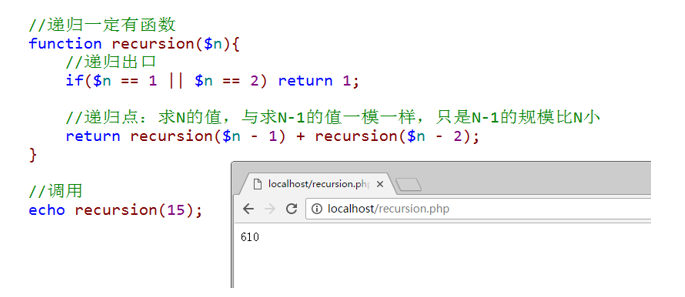 //递归一定有函数
function recursion($n){
//递归出口
if($n == 1 || $n == 2) return 1;
//递归点：求N的值，与求N-1的值一模一样，只是N-1的规模比N小
return recursion($n - 1) + recursion($n - 2);
}
//调用
echo recursion(15);
localhost/recursion.php
localhost/recursion.php
610